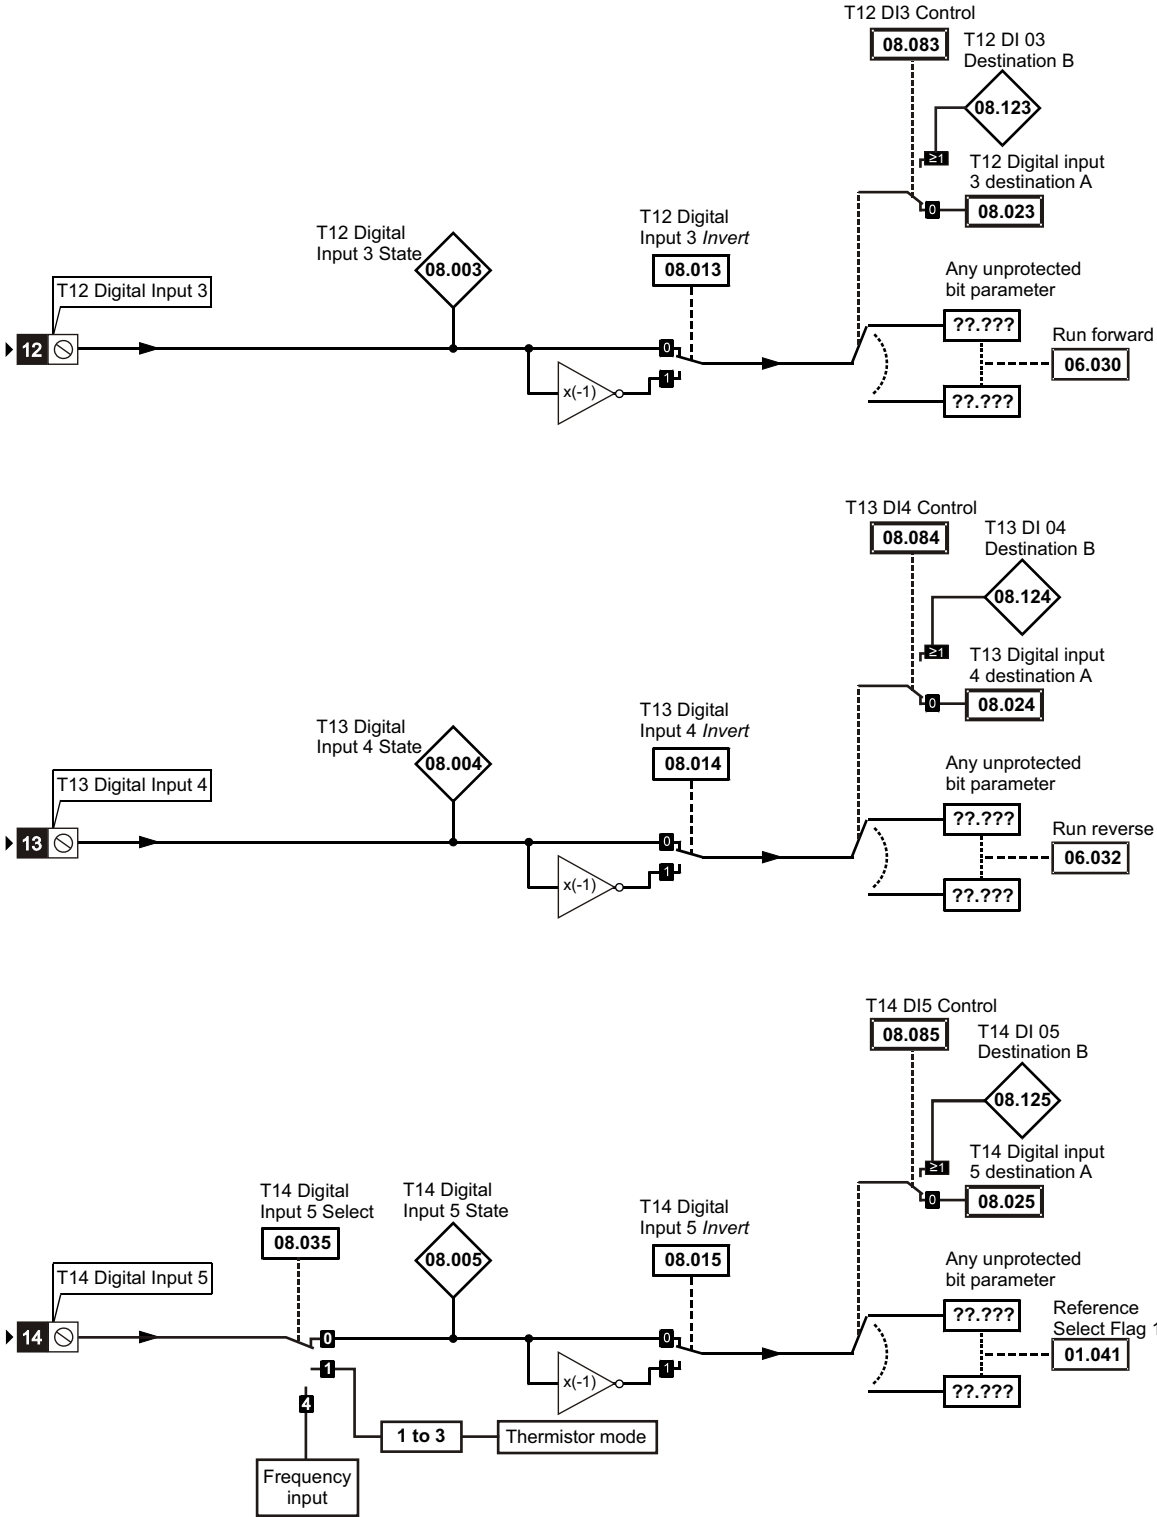 T12 DI3 Control
08.083
T12 DI 03
Destination B
08.123
≥1
T12 Digital input
3 destination A
0
08.023
T12 Digital
Input 3 State
08.003
T12 Digital
Input 3 Invert
08.013
T12 Digital Input 3
12
0
1
x(-1)
Any unprotected
bit parameter
??.???
Run forward
06.030
??.???
T13 DI4 Control
08.084
T13 DI 04
Destination B
08.124
≥1
T13 Digital input
4 destination A
0
08.024
T13 Digital
Input 4 State
08.004
T13 Digital
Input 4 Invert
08.014
T13 Digital Input 4
13
0
1
x(-1)
Any unprotected
bit parameter
??.???
Run reverse
06.032
??.???
T14 DI5 Control
08.085
T14 DI 05
Destination B
08.125
≥1
T14 Digital input
5 destination A
0
08.025
T14 Digital
Input 5 Select
08.035
T14 Digital
Input 5 State
08.005
T14 Digital
Input 5 Invert
08.015
T14 Digital Input 5
14
0
1
4
0
1
x(-1)
Any unprotected
bit parameter
??.???
Reference
Select Flag 1
01.041
??.???
1 to 3
Thermistor mode
Frequency
input